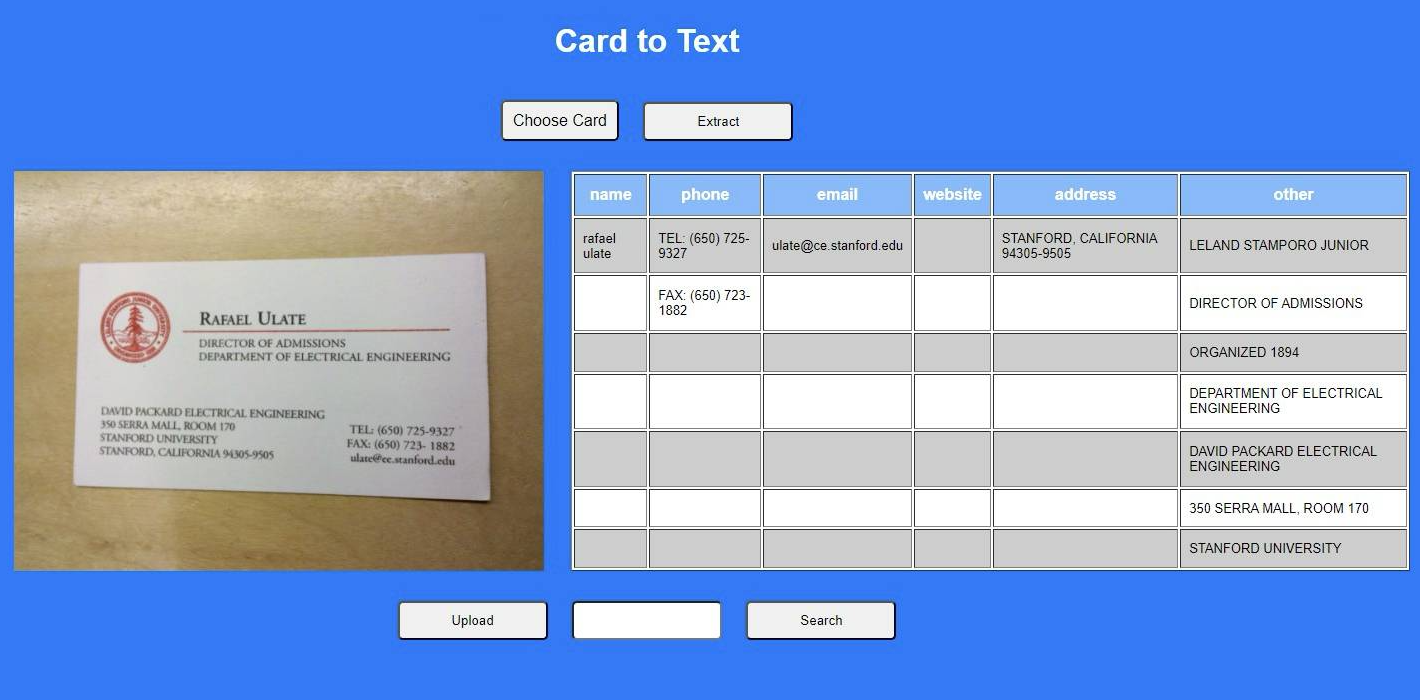 Card to Text
Choose Card
Extract
RAFAEL ULATE
DIRECTOR OF ADMISSIONS
DEPARTMENT OF ELECTRICAL ENGINEERING
DAVID PACKARD ELECTRICAL ENGINEERING
350 SERRA MALL, ROOM 170
STANFORD UNIVERSITY
STANFORD, CALIFORNIA 94305-9505
TEL: (650) 725-9327
FAX: (650) 723- 1882
ulate@ee.stanford.edu
name phone email website address other
rafael
ulate
TEL: (650) 725-
9327
ulate@ce.stanford.edu
STANFORD, CALIFORNIA
94305-9505
LELAND STAMPORO JUNIOR
FAX: (650) 723-
1882
DIRECTOR OF ADMISSIONS
ORGANIZED 1894
DEPARTMENT OF ELECTRICAL
ENGINEERING
DAVID PACKARD ELECTRICAL
ENGINEERING
350 SERRA MALL, ROOM 170
STANFORD UNIVERSITY
Upload
Search